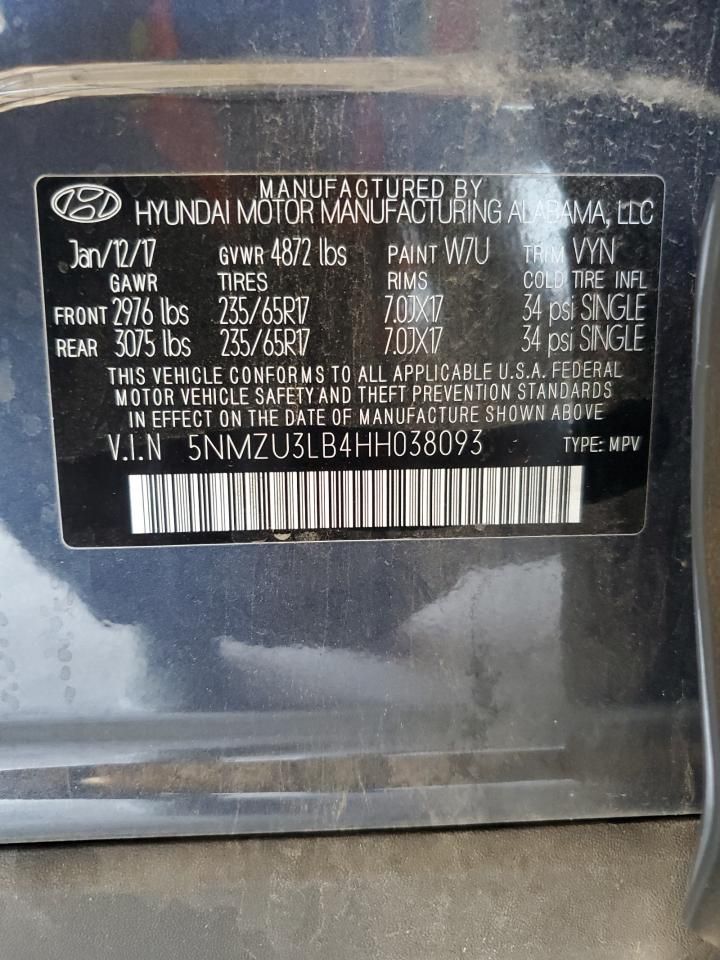 MANUFACTURED BY
HYUNDAI MOTOR MANUFACTURING ALABAMA, LLC
Jan/12/17 GVWR 4872 lbs PAINT W7U TRIM VYN
GAWR TIRES RIMS COLD TIRE INFL
FRONT 2976 lbs 235/65R17 7.0JX17 34 psi SINGLE
REAR 3075 lbs 235/65R17 7.0JX17 34 psi SINGLE
THIS VEHICLE CONFORMS TO ALL APPLICABLE U.S.A. FEDERAL
MOTOR VEHICLE SAFETY AND THEFT PREVENTION STANDARDS
IN EFFECT ON THE DATE OF MANUFACTURE SHOWN ABOVE.
V.I.N 5NMZU3LB4HH038093 TYPE: MPV